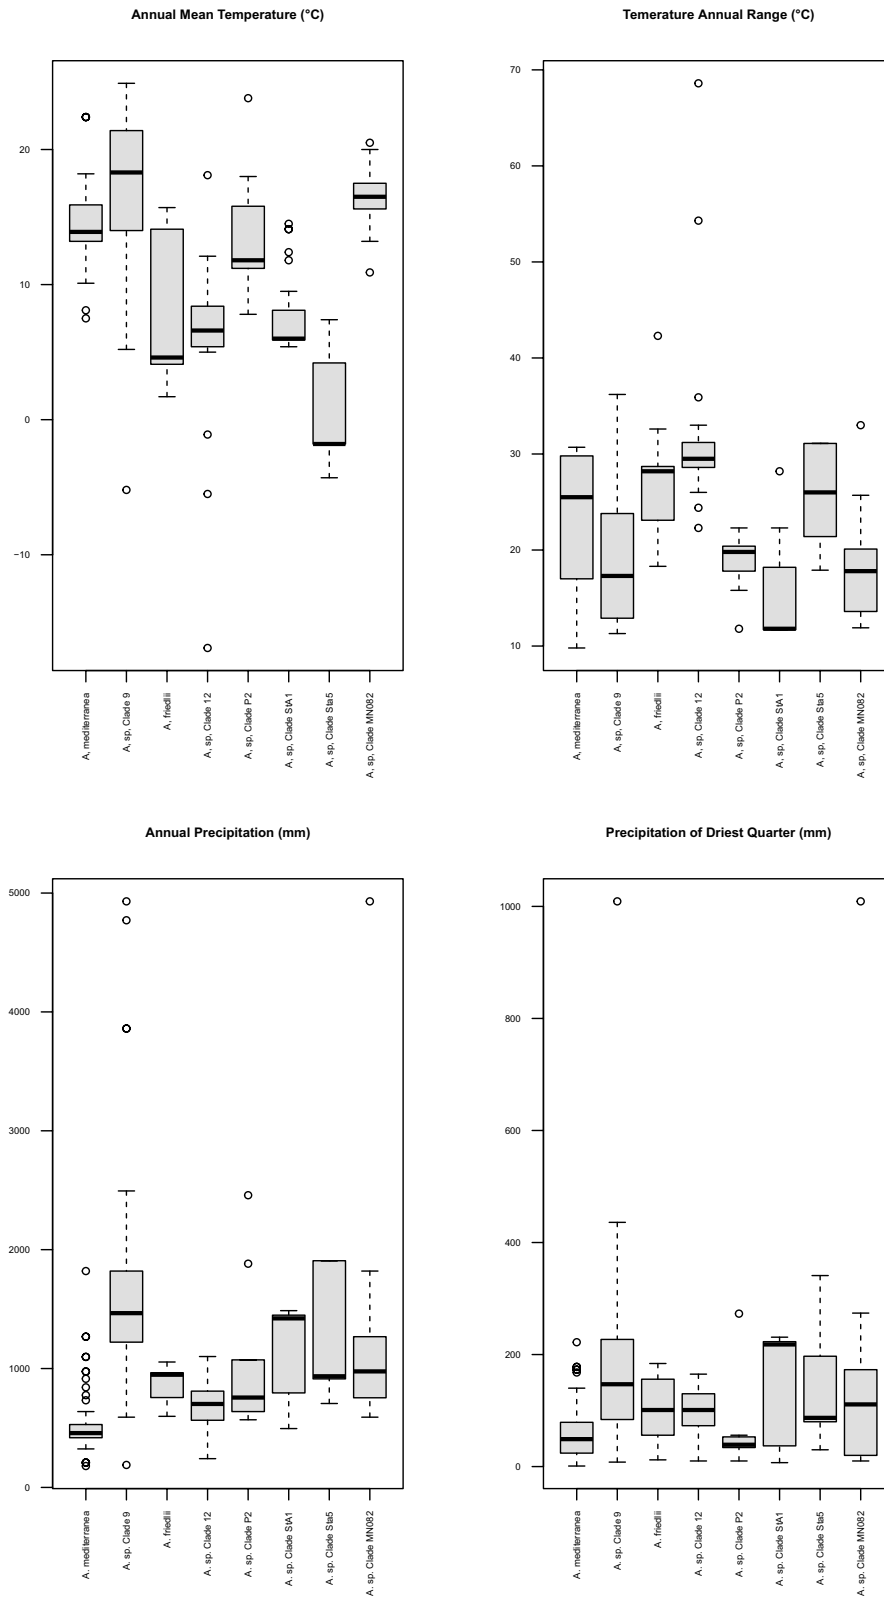 Annual Mean Temperature (°C)
20
10
0
−10
A, mediterranea
A, sp, Clade 9
A, friedlii
A, sp, Clade 12
A, sp, Clade P2
A, sp, Clade StA1
A, sp, Clade Sta5
A, sp, Clade MN082
Temerature Annual Range (°C)
70
60
50
40
30
20
10
A, mediterranea
A, sp, Clade 9
A, friedlii
A, sp, Clade 12
A, sp, Clade P2
A, sp, Clade StA1
A, sp, Clade Sta5
A, sp, Clade MN082
Annual Precipitation (mm)
5000
4000
3000
2000
1000
0
A. mediterranea
A. sp. Clade 9
A. friedlii
A. sp. Clade 12
A. sp. Clade P2
A. sp. Clade StA1
A. sp. Clade Sta5
A. sp. Clade MN082
Precipitation of Driest Quarter (mm)
1000
800
600
400
200
0
A. mediterranea
A. sp. Clade 9
A. friedlii
A. sp. Clade 12
A. sp. Clade P2
A. sp. Clade StA1
A. sp. Clade Sta5
A. sp. Clade MN082